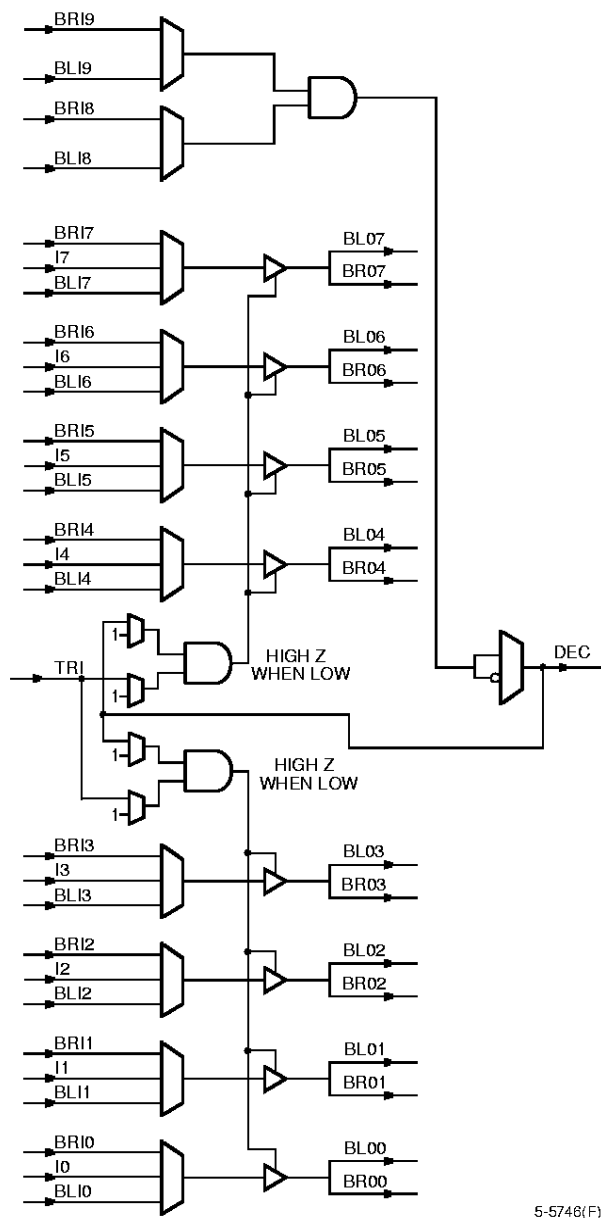 BRI9
BLI9
BRI8
BLI8
BRI7
I7
BLI7
BL07
BR07
BRI6
I6
BLI6
BL06
BR06
BRI5
I5
BLI5
BL05
BR05
BRI4
I4
BLI4
BL04
BR04
1
TRI
1
HIGH Z
WHEN LOW
DEC
1
1
HIGH Z
WHEN LOW
BRI3
I3
BLI3
BL03
BR03
BRI2
I2
BLI2
BL02
BR02
BRI1
I1
BLI1
BL01
BR01
BRI0
I0
BLI0
BL00
BR00
5-5746(F)